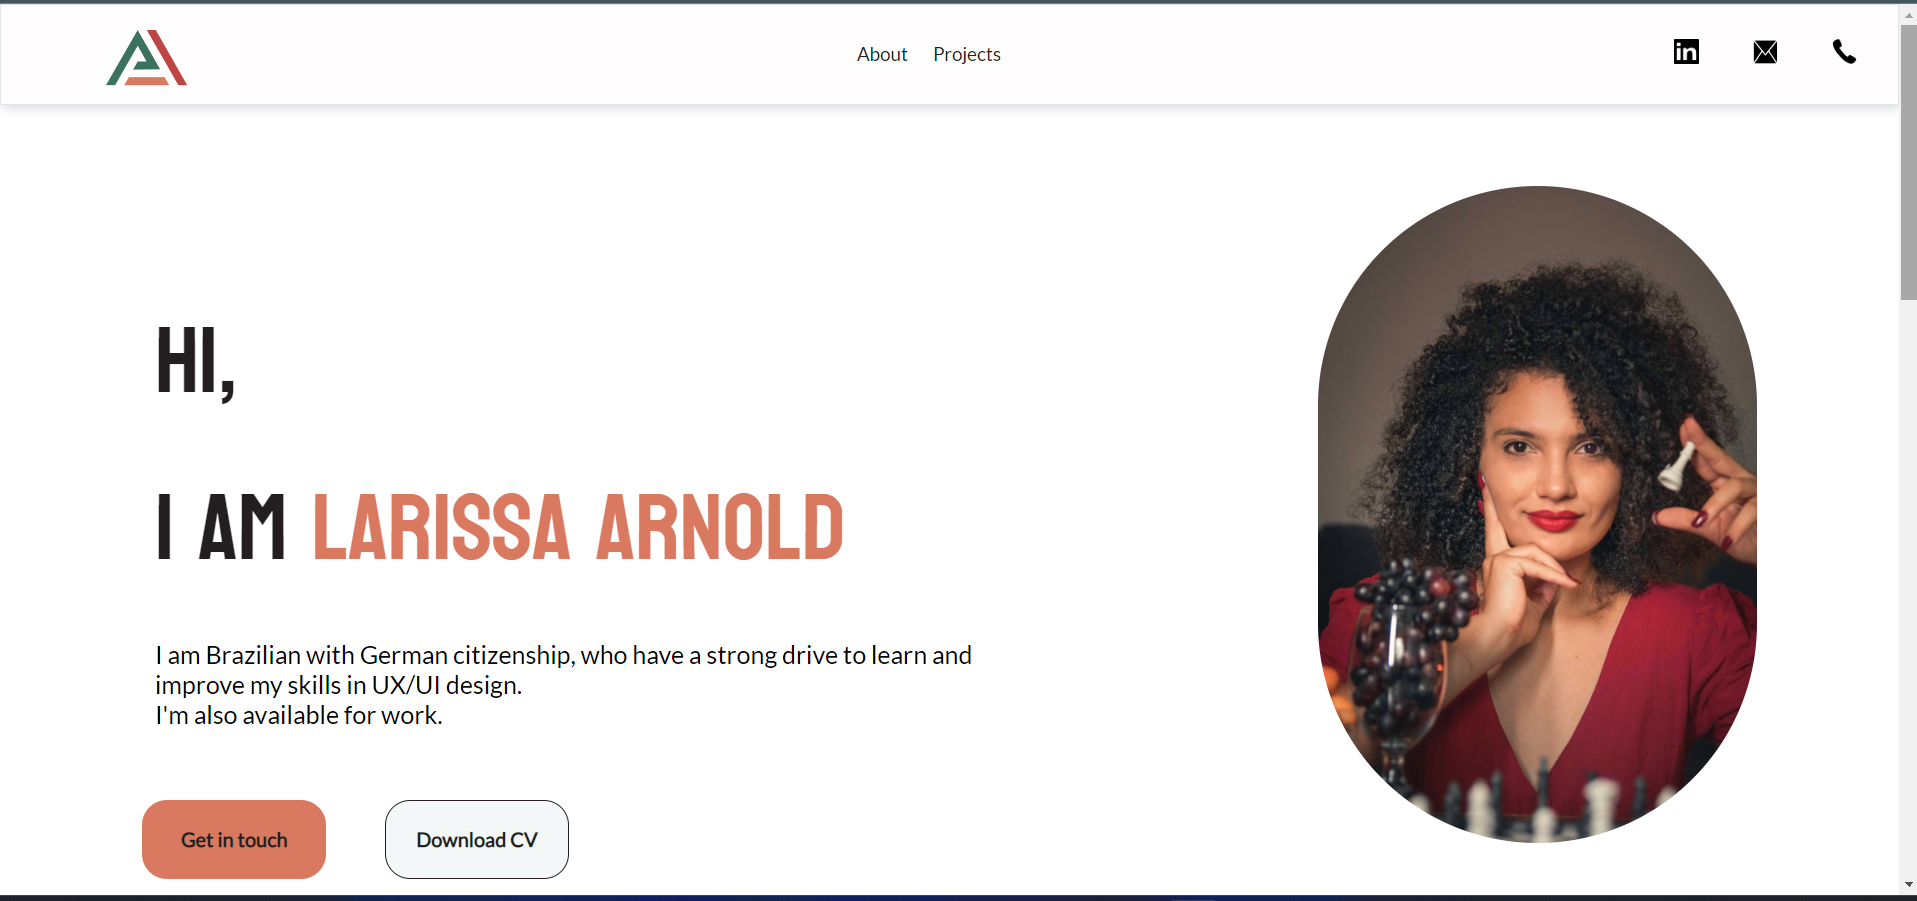 About Projects
in
HI,
I AM LARISSA ARNOLD
I am Brazilian with German citizenship, who have a strong drive to learn and
improve my skills in UX/UI design.
I'm also available for work.
Get in touch Download CV